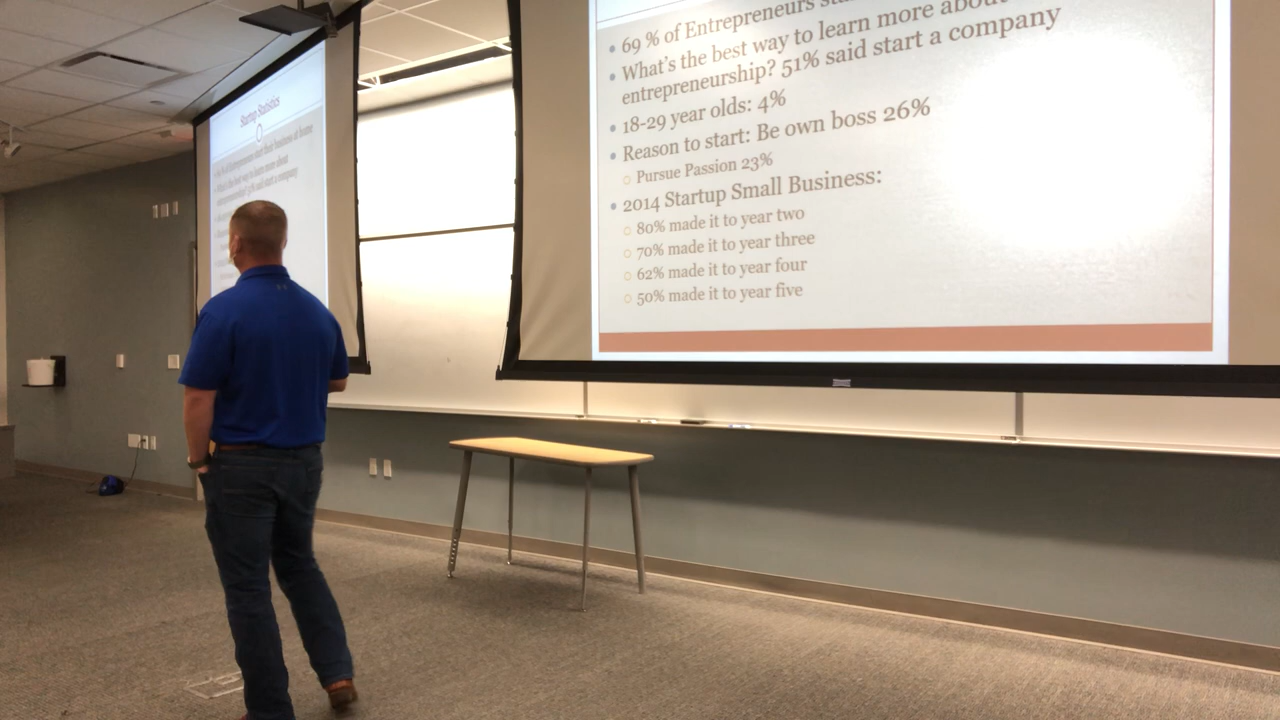 Startup Statistics
69 % of Entrepreneurs
What's the best way to learn more about
entrepreneurship? 51% said start a company
18-29 year olds: 4%
Reason to start: Be own boss 26%
Pursue Passion 23%
2014 Startup Small Business:
80% made it to year two
70% made it to year three
62% made it to year four
50% made it to year five